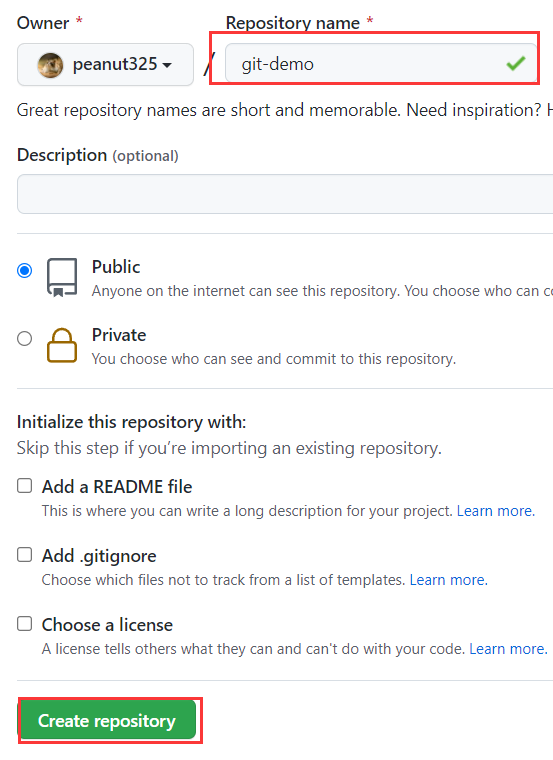 Owner *
Repository name *
peanut325
/
git-demo
Great repository names are short and memorable. Need inspiration?
Description (optional)
Public
Anyone on the internet can see this repository. You choose who can
Private
You choose who can see and commit to this repository.
Initialize this repository with:
Skip this step if you’re importing an existing repository.
Add a README file
This is where you can write a long description for your project. Learn more.
Add .gitignore
Choose which files not to track from a list of templates. Learn more.
Choose a license
A license tells others what they can and can't do with your code. Learn more.
Create repository